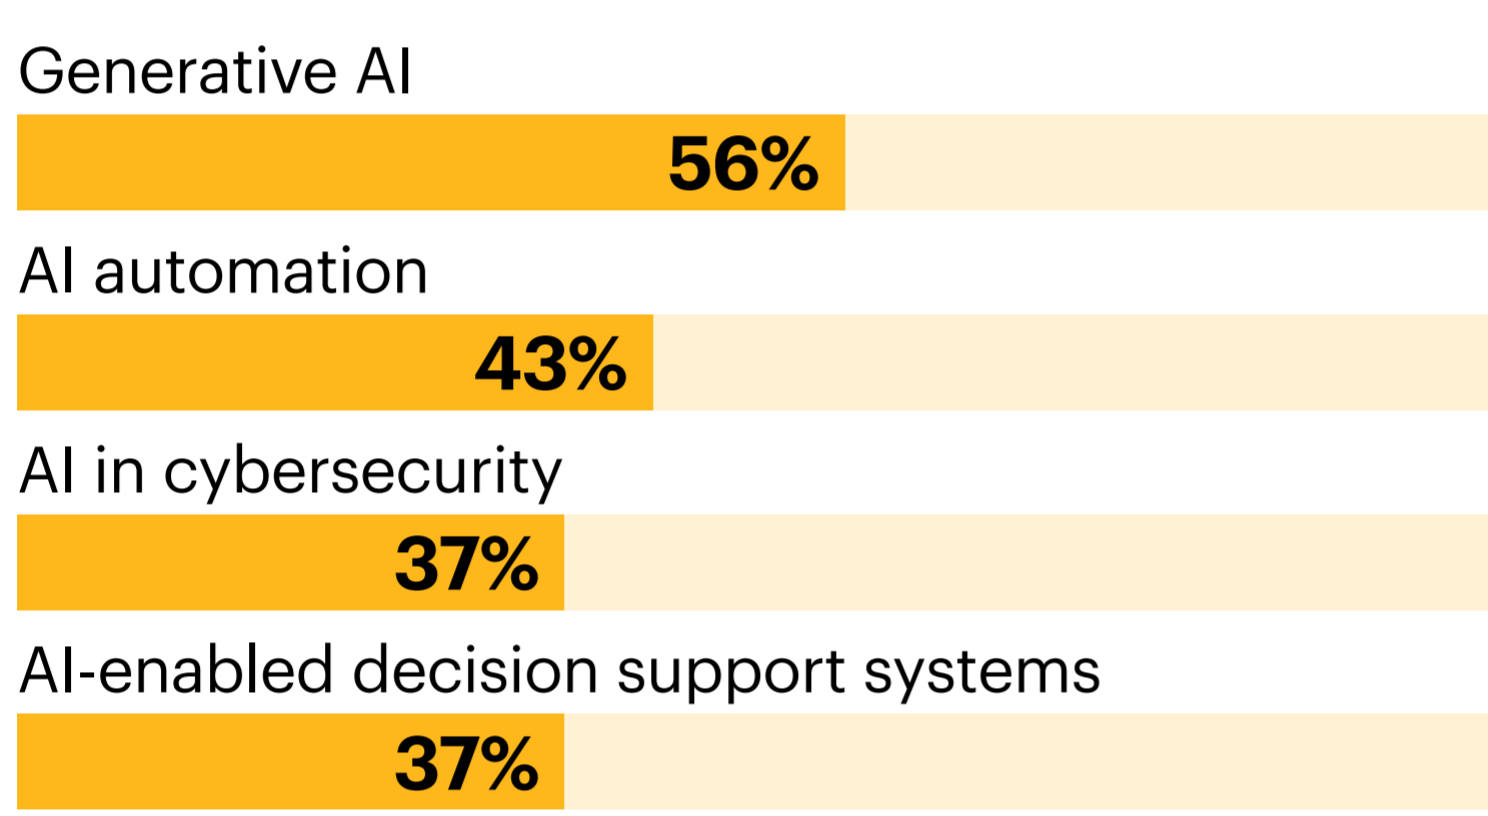 Generative AI
56%
AI automation
43%
AI in cybersecurity
37%
AI-enabled decision support systems
37%